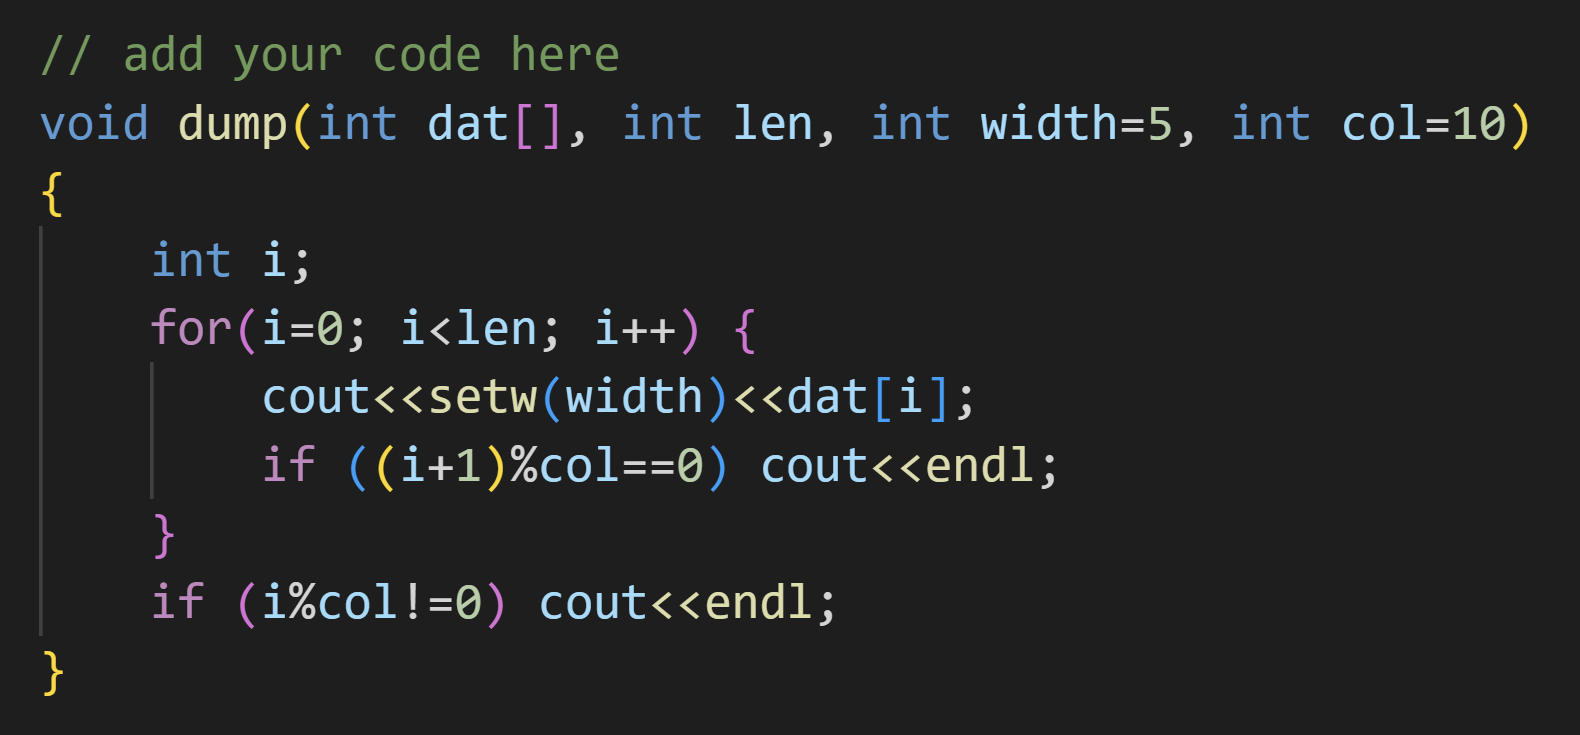 // add your code here
void dump(int dat[], int len, int width=5, int col=10)
{
    int i;
    for(i=0; i<len; i++) {
        cout<<setw(width)<<dat[i];
        if ((i+1)%col==0) cout<<endl;
    }
    if (i%col!=0) cout<<endl;
}